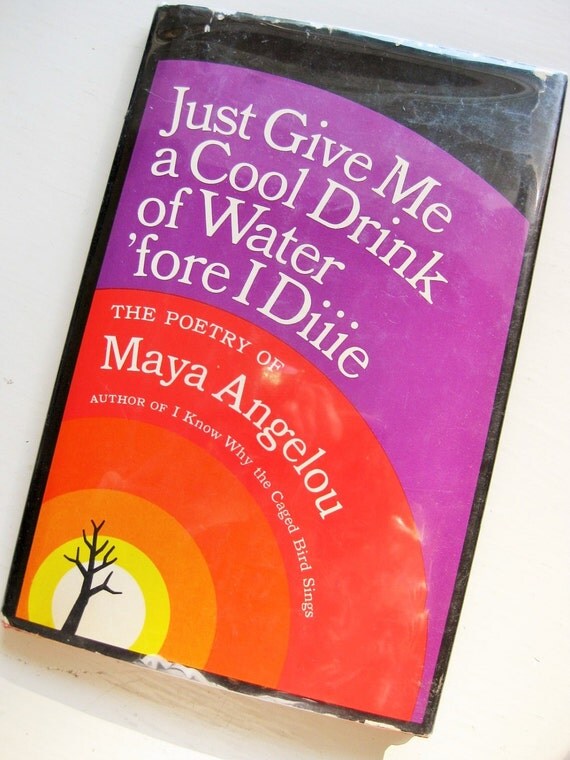 Just Give Me
a Cool Drink
of Water
'fore I Diiie
THE POETRY OF
Maya Angelou
AUTHOR OF I Know Why the Caged Bird Sings